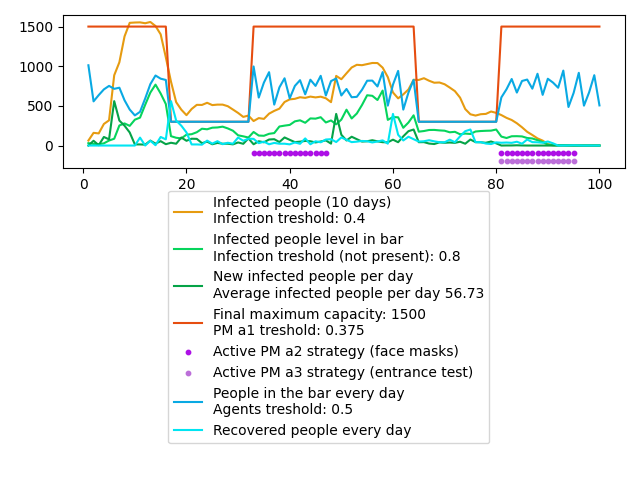 1500
1000
500
0
0
20
40
60
80
100
Infected people (10 days)
Infection treshold: 0.4
Infected people level in bar
Infection treshold (not present): 0.8
New infected people per day
Average infected people per day 56.73
Final maximum capacity: 1500
PM a1 treshold: 0.375
Active PM a2 strategy (face masks)
Active PM a3 strategy (entrance test)
People in the bar every day
Agents treshold: 0.5
Recovered people every day